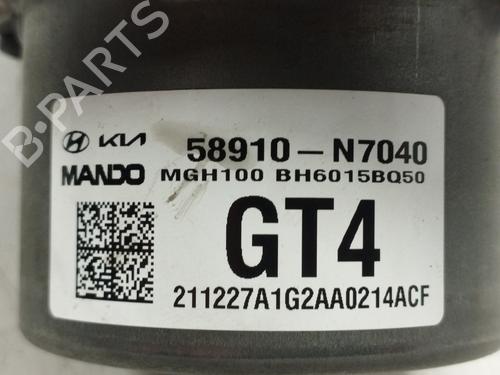 KIA 58910-N7040
MANDO MGH100 BH6015BQ50
GT4
211227A1G2AA0214ACF
B-PARTS